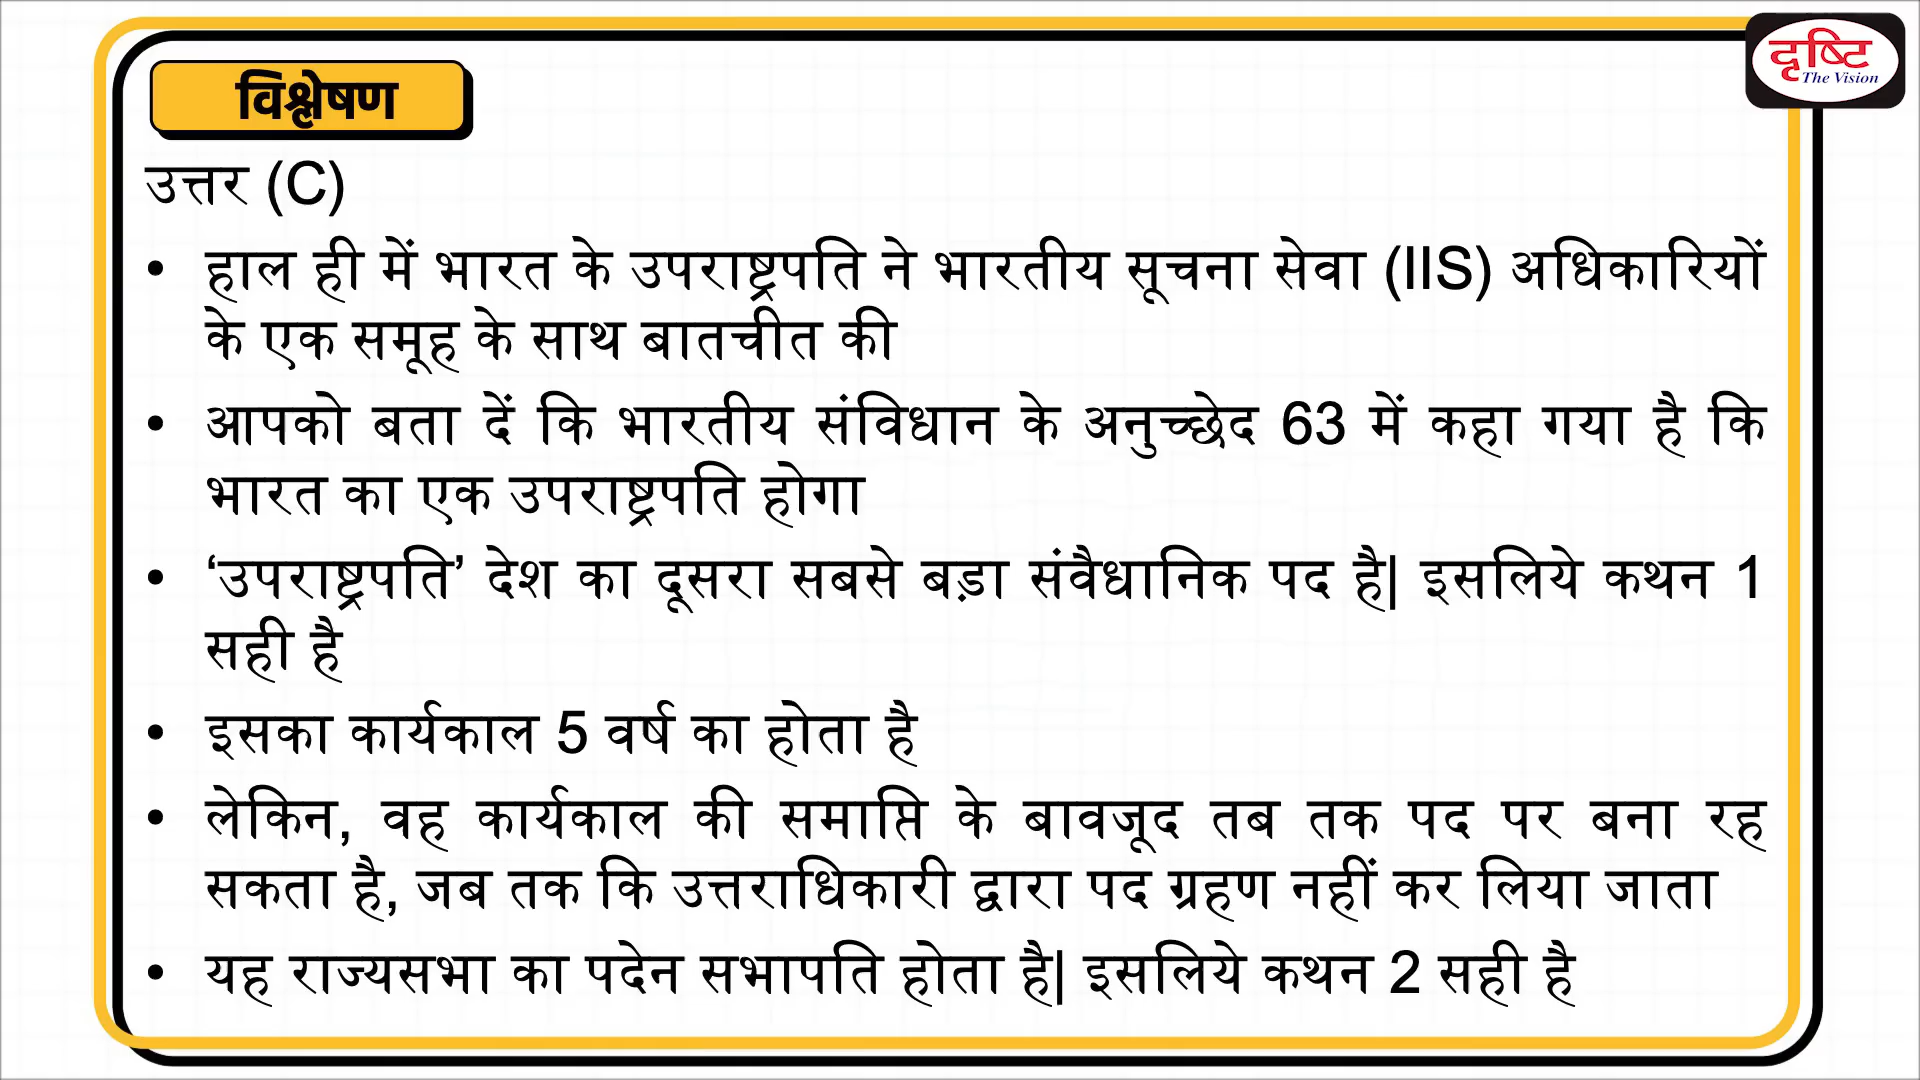 दृष्टि
The Vision
विश्लेषण
उत्तर (C)
• हाल ही में भारत के उपराष्ट्रपति ने भारतीय सूचना सेवा (IIS) अधिकारियों
के एक समूह के साथ बातचीत की
• आपको बता दें कि भारतीय संविधान के अनुच्छेद 63 में कहा गया है कि
भारत का एक उपराष्ट्रपति होगा
• ‘उपराष्ट्रपति’ देश का दूसरा सबसे बड़ा संवैधानिक पद है| इसलिये कथन 1
सही है
• इसका कार्यकाल 5 वर्ष का होता है
• लेकिन, वह कार्यकाल की समाप्ति के बावजूद तब तक पद पर बना रह
सकता है, जब तक कि उत्तराधिकारी द्वारा पद ग्रहण नहीं कर लिया जाता
• यह राज्यसभा का पदेन सभापति होता है| इसलिये कथन 2 सही है